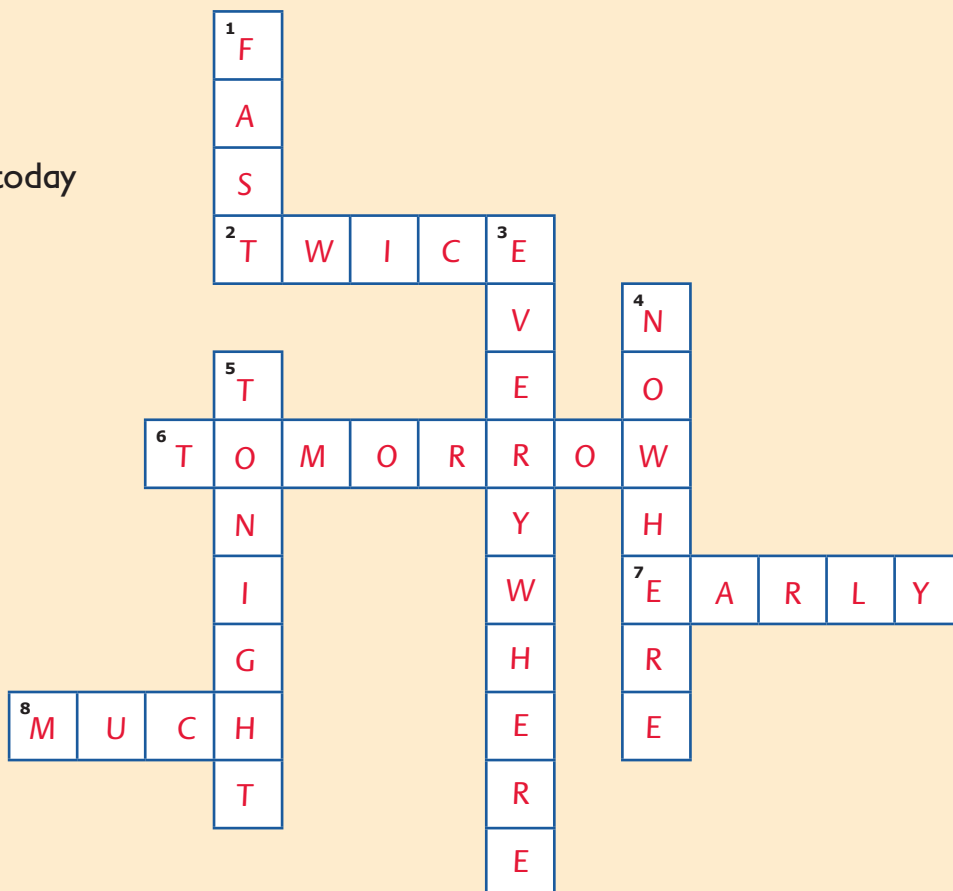 1 F
A
today
S
2 T W I C 3 E
V 4 N
5 T E O
6 T O M O R R O W
N Y H
I W 7 E A R L Y
G H R
8 M U C H E E
T R
E